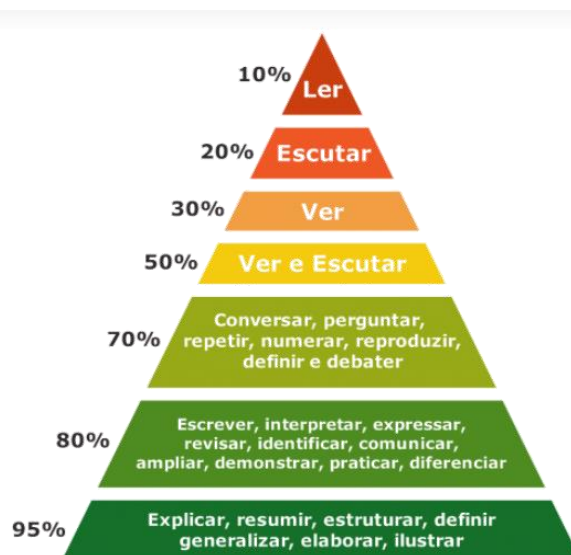 10%
Ler
20%
Escutar
30%
Ver
50%
Ver e Escutar
70%
Conversar, perguntar,
repetir, numerar, reproduzir,
definir e debater
80%
Escrever, interpretar, expressar,
revisar, identificar, comunicar,
ampliar, demonstrar, praticar, diferenciar
95%
Explicar, resumir, estruturar, definir
generalizar, elaborar, ilustrar